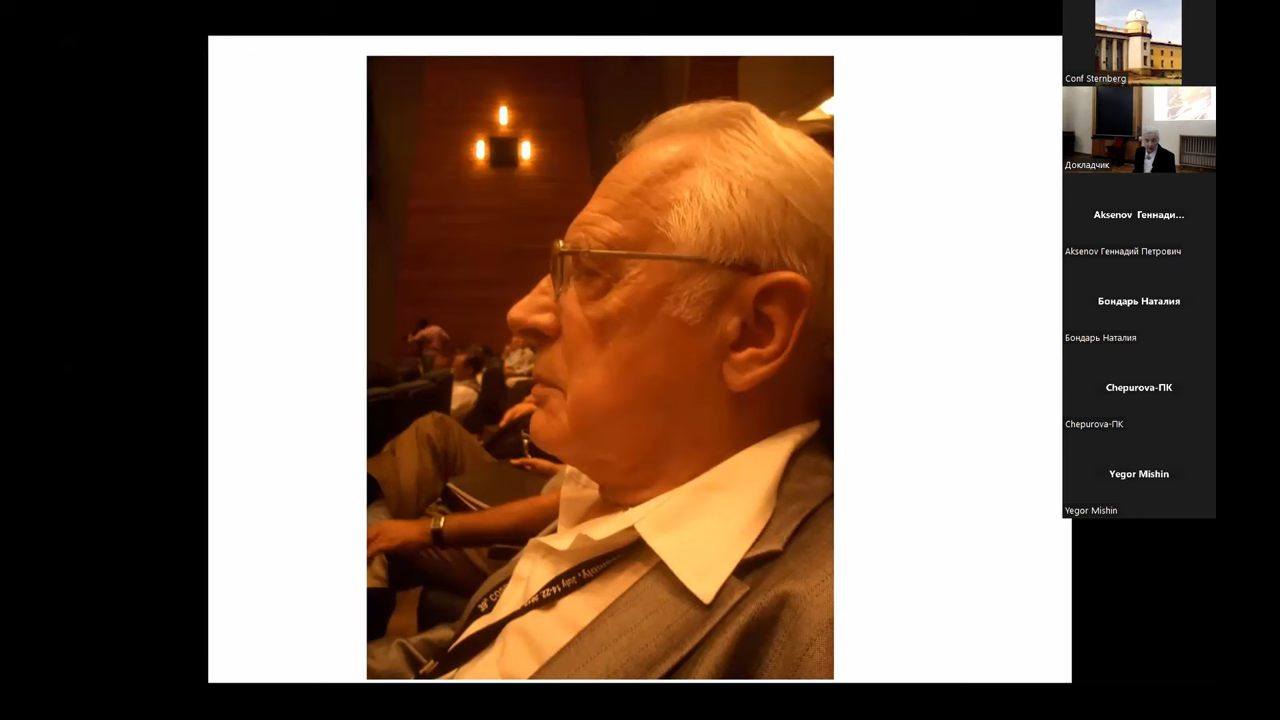 Conf Sternberg
Докладчик
Aksenov Геннади...
Aksenov Геннадий Петрович
Бондарь Наталия
Бондарь Наталия
Chepurova-ПК
Chepurova-ПК
Yegor Mishin
Yegor Mishin